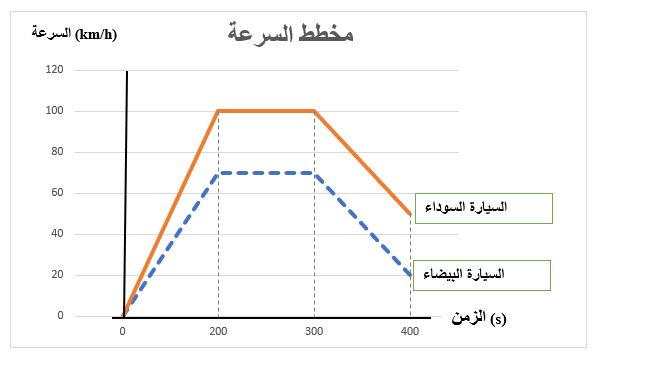 مخطط السرعة
السرعة (km/h)
120
100
80
60
40
20
0
السيارة السوداء
السيارة البيضاء
الزمن (s)
0 200 300 400